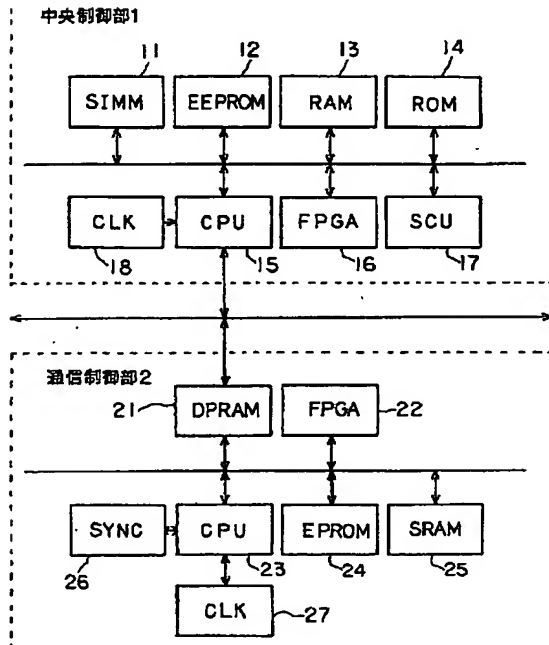 中央制御部1
11 12 13 14
SIMM EEPROM RAM ROM
CLK CPU FPGA SCU
18 15 16 17
通信制御部2
21 DPRAM FPGA 22
SYNC CPU EPROM SRAM
26 23 24 25
CLK 27